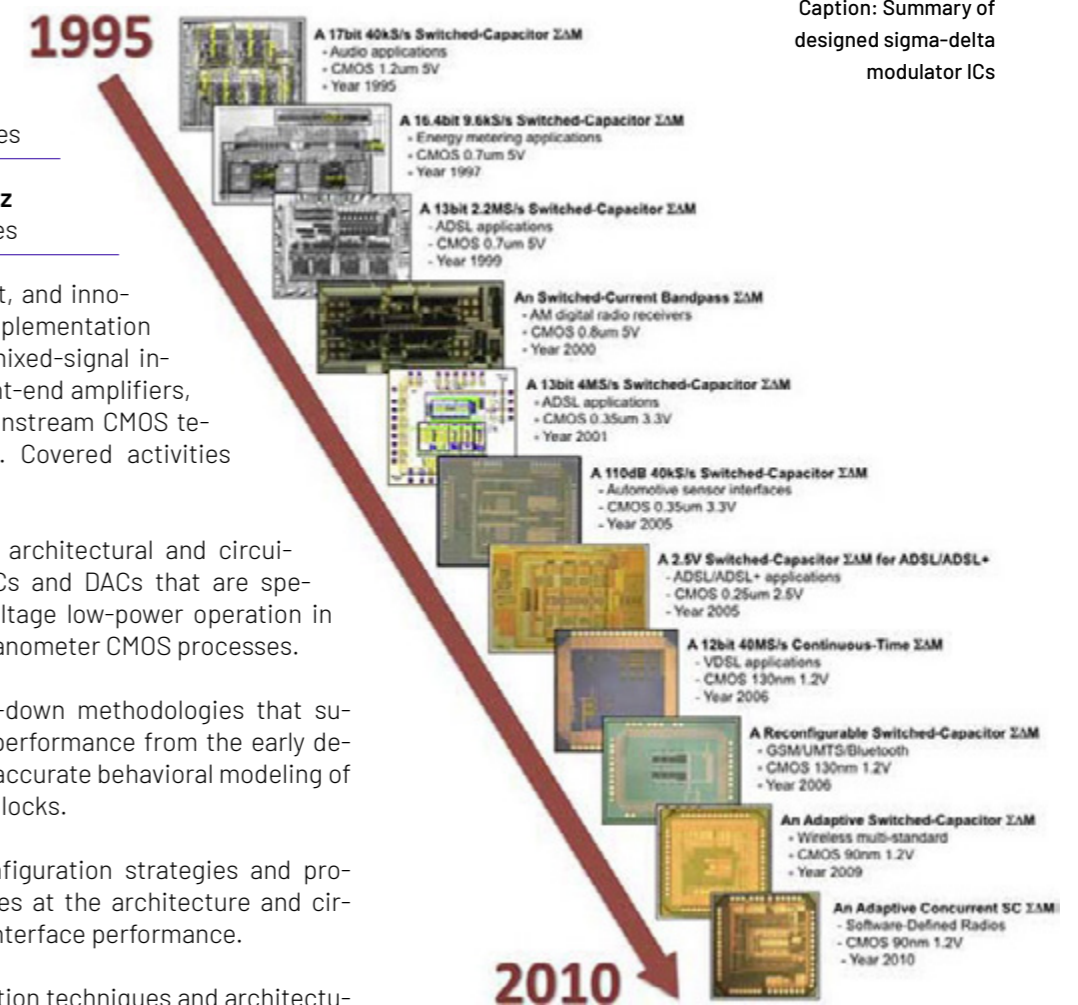 1995
Caption: Summary of
designed sigma-delta
modulator ICs
A 17bit 40kS/s Switched-Capacitor ΣΔM
- Audio applications
- CMOS 1.2um 5V
- Year 1995
A 16.4bit 9.6kS/s Switched-Capacitor ΣΔM
- Energy metering applications
- CMOS 0.7um 5V
- Year 1997
A 13bit 2.2MS/s Switched-Capacitor ΣΔM
- ADSL applications
- CMOS 0.7um 5V
- Year 1999
An Switched-Current Bandpass ΣΔM
- AM digital radio receivers
- CMOS 0.8um 5V
- Year 2000
A 13bit 4MS/s Switched-Capacitor ΣΔM
- ADSL applications
- CMOS 0.35um 3.3V
- Year 2001
A 110dB 40kS/s Switched-Capacitor ΣΔM
- Automotive sensor interfaces
- CMOS 0.35um 3.3V
- Year 2005
A 2.5V Switched-Capacitor ΣΔM for ADSL/ADSL+
- ADSL/ADSL+ applications
- CMOS 0.25um 2.5V
- Year 2005
A 12bit 40MS/s Continuous-Time ΣΔM
- VDSL applications
- CMOS 130nm 1.2V
- Year 2006
A Reconfigurable Switched-Capacitor ΣΔM
- GSM/UMTS/Bluetooth
- CMOS 130nm 1.2V
- Year 2006
An Adaptive Switched-Capacitor ΣΔM
- Wireless multi-standard
- CMOS 90nm 1.2V
- Year 2009
An Adaptive Concurrent SC ΣΔM
- Software-Defined Radios
- CMOS 90nm 1.2V
- Year 2010
2010
es
z
es
t, and inno-
plementation
mixed-signal in-
nt-end amplifiers,
instream CMOS te-
. Covered activities
architectural and circui-
Cs and DACs that are spe-
ltage low-power operation in
anometer CMOS processes.
-down methodologies that su-
performance from the early de-
accurate behavioral modeling of
locks.
nfiguration strategies and pro-
es at the architecture and cir-
nterface performance.
tion techniques and architectu-